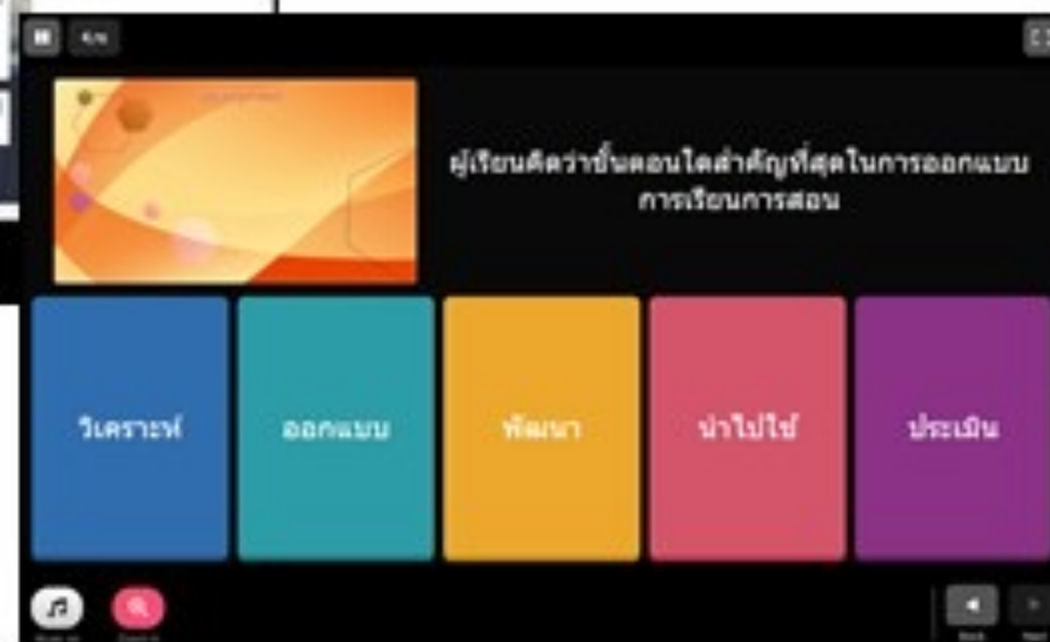 ผู้เรียนคิดว่าขั้นตอนใดสำคัญที่สุดในการออกแบบ
การเรียนการสอน
วิเคราะห์
ออกแบบ
พัฒนา
นำไปใช้
ประเมิน